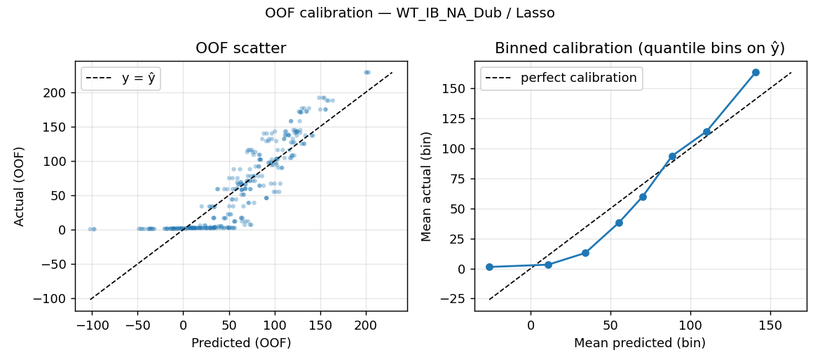 OOF calibration — WT_IB_NA_Dub / Lasso
OOF scatter
y = ŷ
Actual (OOF)
200
150
100
50
0
−50
−100
−100 −50 0 50 100 150 200
Predicted (OOF)
Binned calibration (quantile bins on ŷ)
perfect calibration
Mean actual (bin)
150
125
100
75
50
25
0
−25
0 50 100 150
Mean predicted (bin)